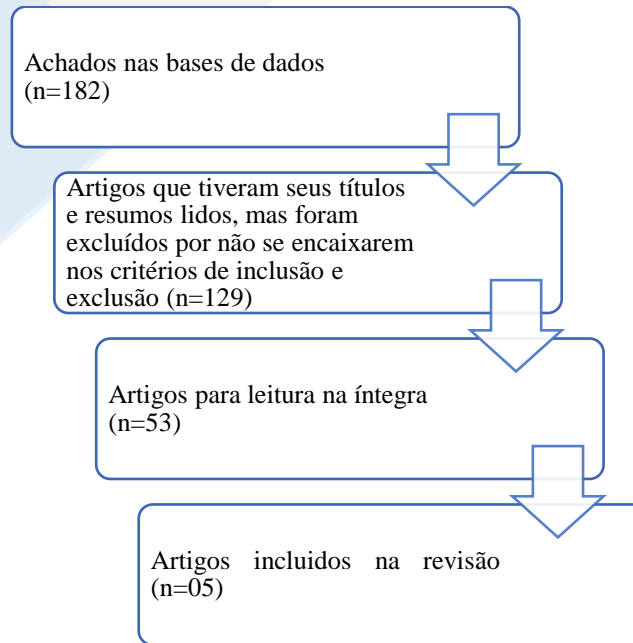 Achados nas bases de dados
(n=182)
Artigos que tiveram seus títulos
e resumos lidos, mas foram
excluídos por não se encaixarem
nos critérios de inclusão e
exclusão (n=129)
Artigos para leitura na íntegra
(n=53)
Artigos incluidos na revisão
(n=05)